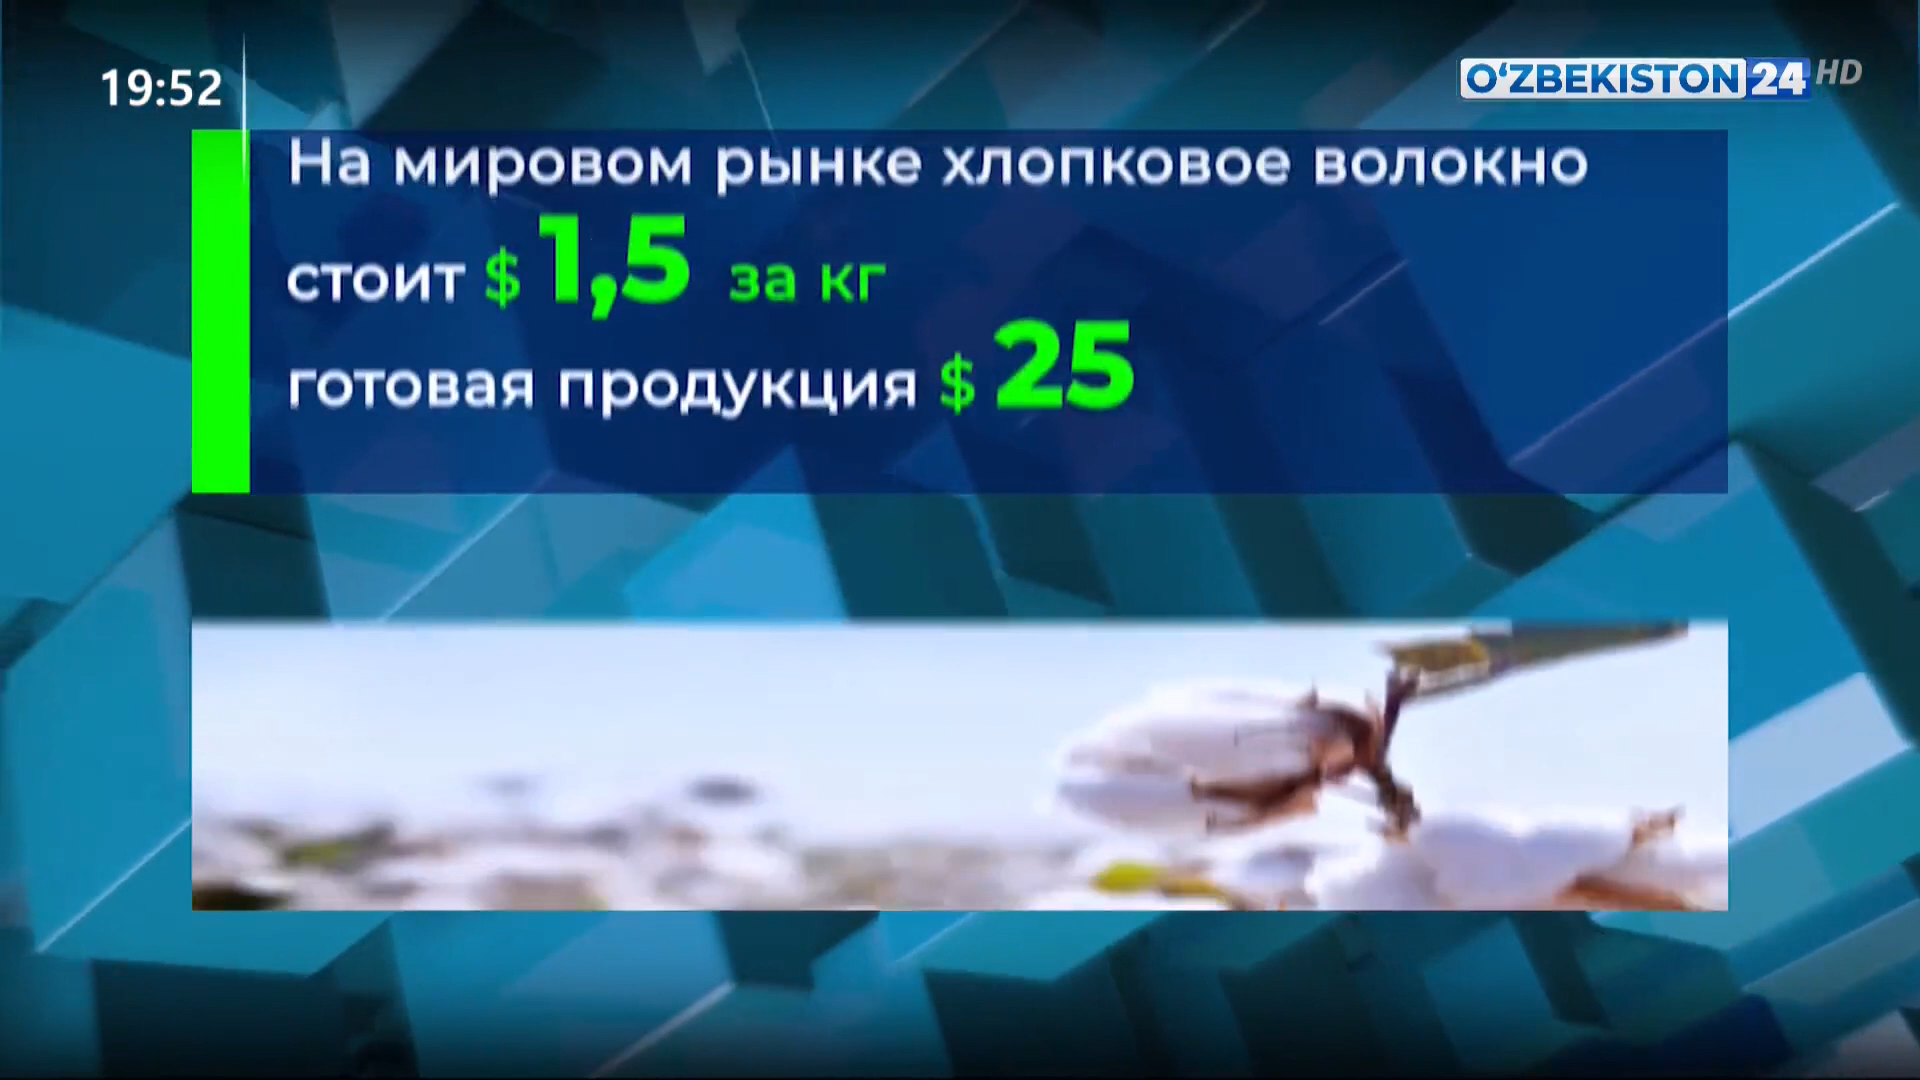 19:52
O‘ZBEKISTON 24 HD
На мировом рынке хлопковое волокно
стоит $ 1,5 за кг
готовая продукция $ 25